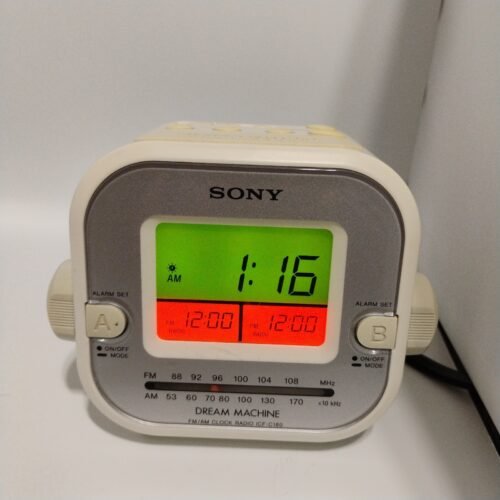 SONY
AM 1:16
ALARM SET
ALARM SET
A
12:00
12:00
B
ON/OFF
MODE
ON/OFF
MODE
FM 88 92 96 100 104 108 MHz
AM 53 60 70 80 100 130 170 ×10 kHz
DREAM MACHINE
FM/AM CLOCK RADIO ICF-C180